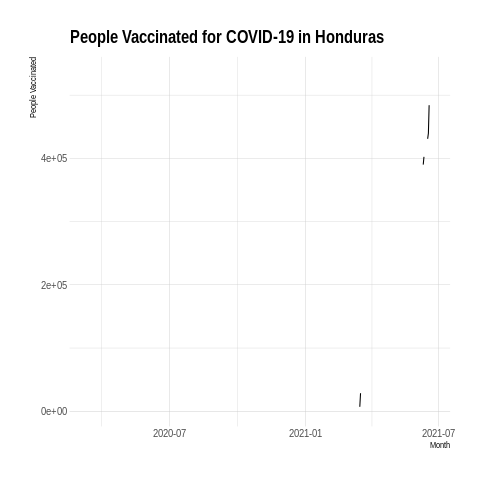 People Vaccinated for COVID-19 in Honduras
People Vaccinated
4e+05
2e+05
0e+00
2020-07
2021-01
2021-07
Month